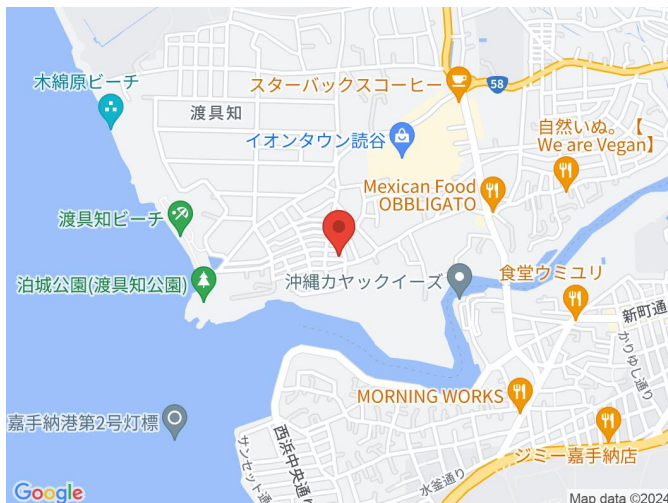 木綿原ビーチ
スターバックスコーヒー
58
渡具知
イオンタウン読谷
自然いぬ。【
We are Vegan】
Mexican Food
OBBLIGATO
渡具知ビーチ
泊城公園(渡具知公園)
沖縄カヤックイーズ
食堂ウミユリ
新町通
かりゆし通り
MORNING WORKS
嘉手納港第2号灯標
西浜中央通り
サンセット通
水釜通り
ジミー嘉手納店
Google
Map data ©2024